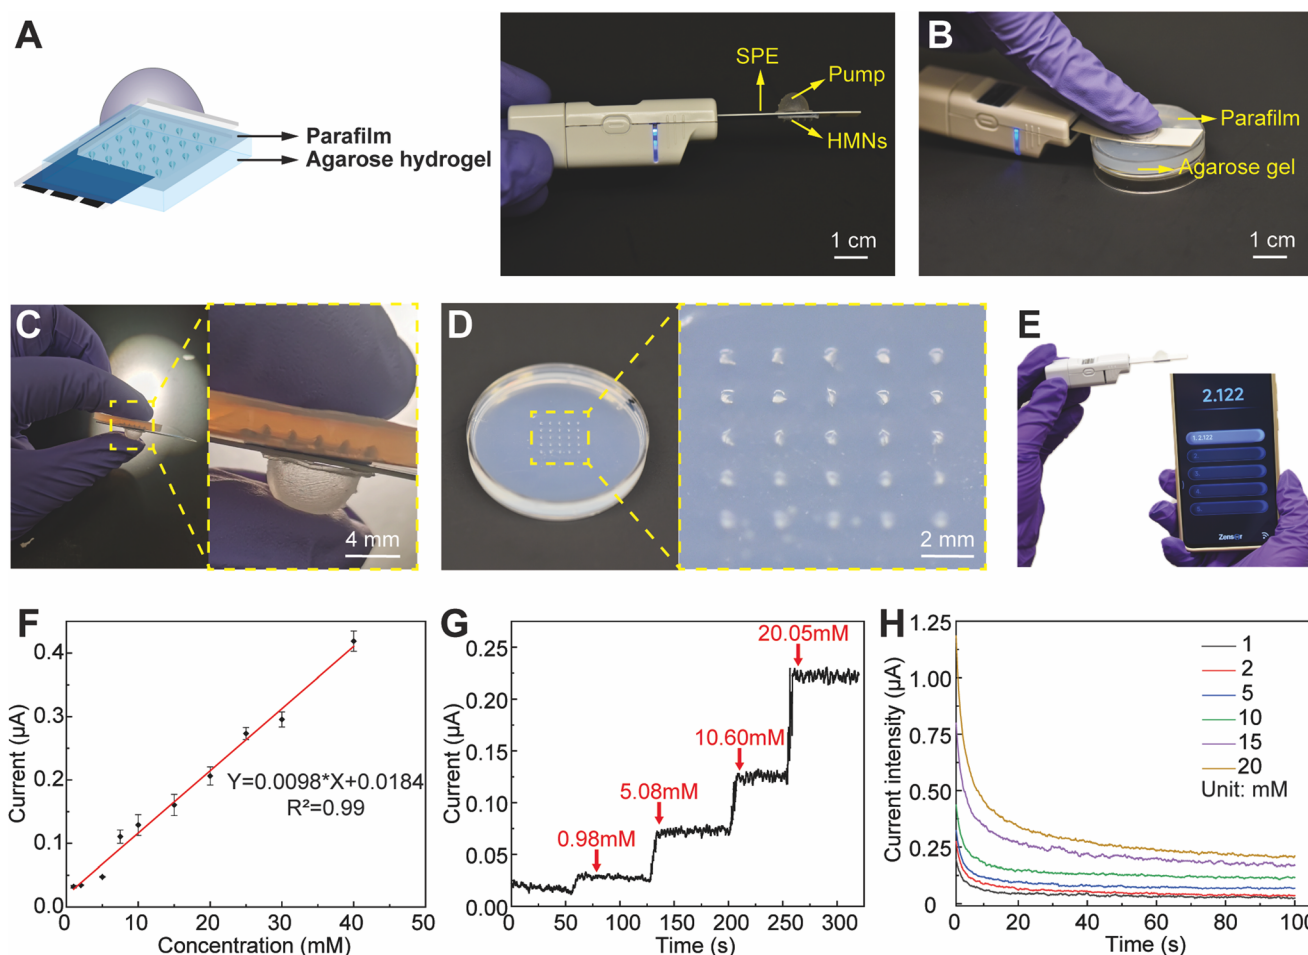 A
Parafilm
Agarose hydrogel
SPE
Pump
HMNs
1 cm
B
Parafilm
Agarose gel
1 cm
C
4 mm
D
2 mm
E
2.122
1. 2.122
F
Current (μA)
0.4
0.3
0.2
0.1
0.0
Y=0.0098*X+0.0184
R²=0.99
0 10 20 30 40 50
Concentration (mM)
G
Current (μA)
0.25
0.20
0.15
0.10
0.05
0.00
0.98mM
5.08mM
10.60mM
20.05mM
0 50 100 150 200 250 300
Time (s)
H
Current intensity (μA)
1.25
1.00
0.75
0.50
0.25
0
1
2
5
10
15
20
Unit: mM
0 20 40 60 80 100
Time (s)